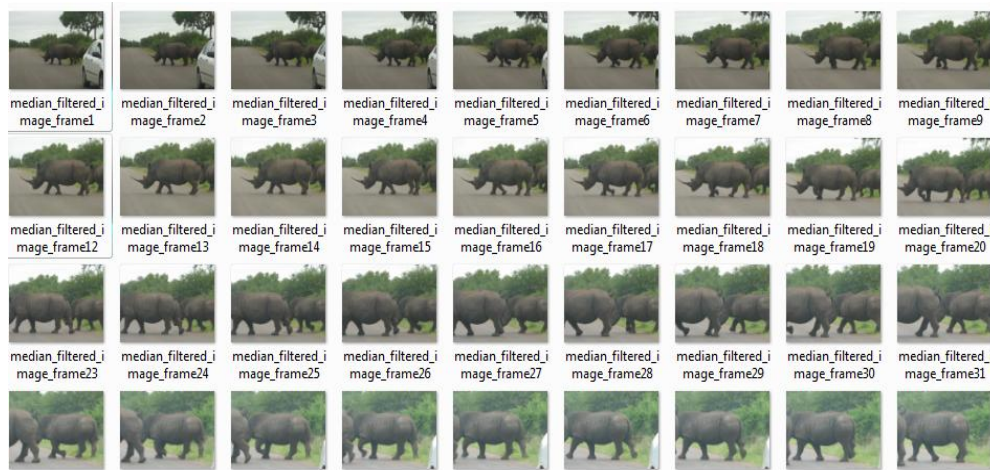 median_filtered_i
mage_frame1
median_filtered_i
mage_frame2
median_filtered_i
mage_frame3
median_filtered_i
mage_frame4
median_filtered_i
mage_frame5
median_filtered_i
mage_frame6
median_filtered_i
mage_frame7
median_filtered_i
mage_frame8
median_filtered_
mage_frame9
median_filtered_i
mage_frame12
median_filtered_i
mage_frame13
median_filtered_i
mage_frame14
median_filtered_i
mage_frame15
median_filtered_i
mage_frame16
median_filtered_i
mage_frame17
median_filtered_i
mage_frame18
median_filtered_i
mage_frame19
median_filtered_
mage_frame20
median_filtered_i
mage_frame23
median_filtered_i
mage_frame24
median_filtered_i
mage_frame25
median_filtered_i
mage_frame26
median_filtered_i
mage_frame27
median_filtered_i
mage_frame28
median_filtered_i
mage_frame29
median_filtered_i
mage_frame30
median_filtered_
mage_frame31